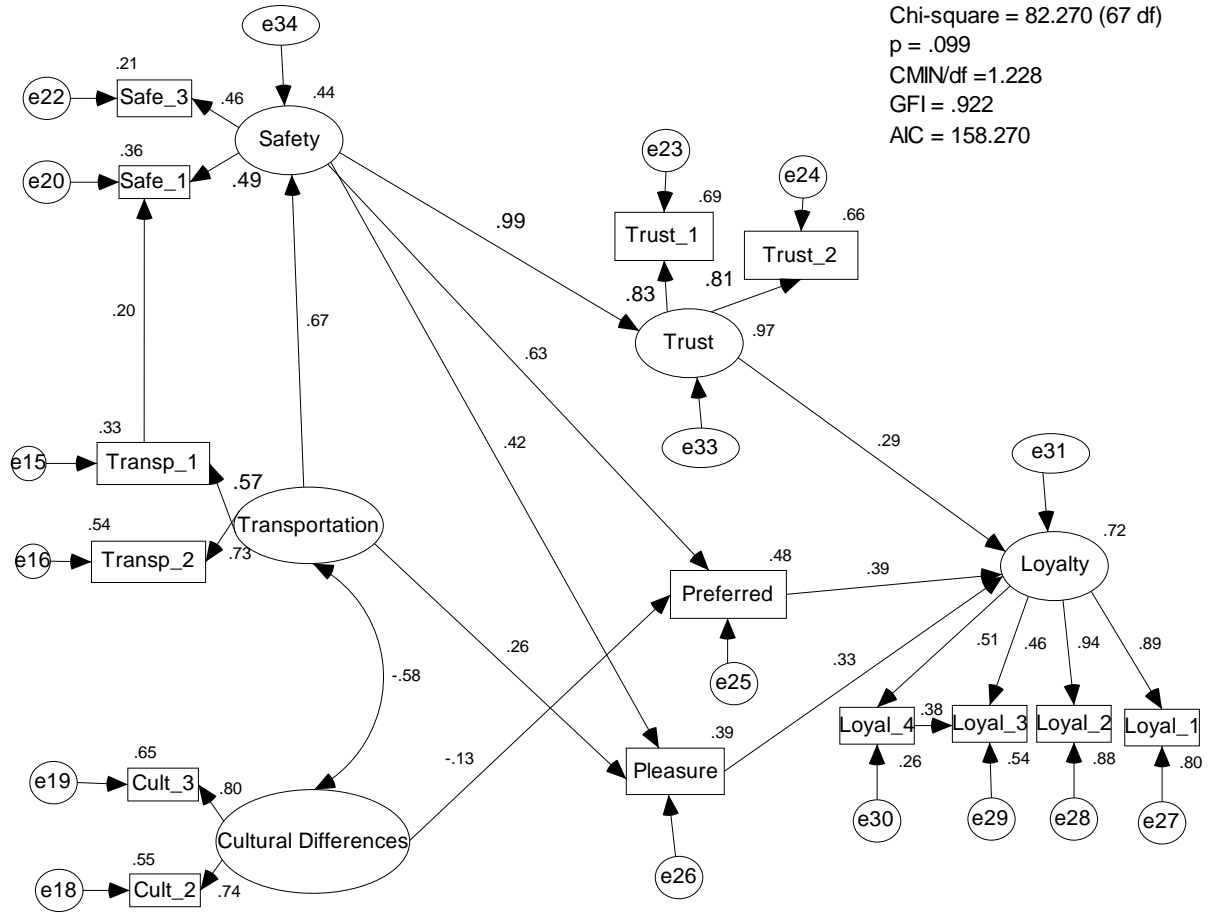 Chi-square = 82.270 (67 df)
p = .099
CMIN/df =1.228
GFI = .922
AIC = 158.270
e34
.21
.44
e22
Safe_3
.46
Safety
.36
e20
Safe_1
.49
e23
e24
.69
.66
Trust_1
Trust_2
.99
.83
.81
Trust
.97
.20
.67
.63
e33
.42
.29
e31
.33
e15
Transp_1
.57
.54
Transportation
e16
Transp_2
.73
.48
.72
Preferred
.39
Loyalty
.26
-.58
e25
.33
.51
.46
.94
.89
.38
Loyal_4
Loyal_3
Loyal_2
Loyal_1
.26
.54
.88
.80
.39
-.13
Pleasure
e30
e29
e28
e27
.65
e19
Cult_3
.80
Cultural Differences
.55
e18
Cult_2
.74
e26